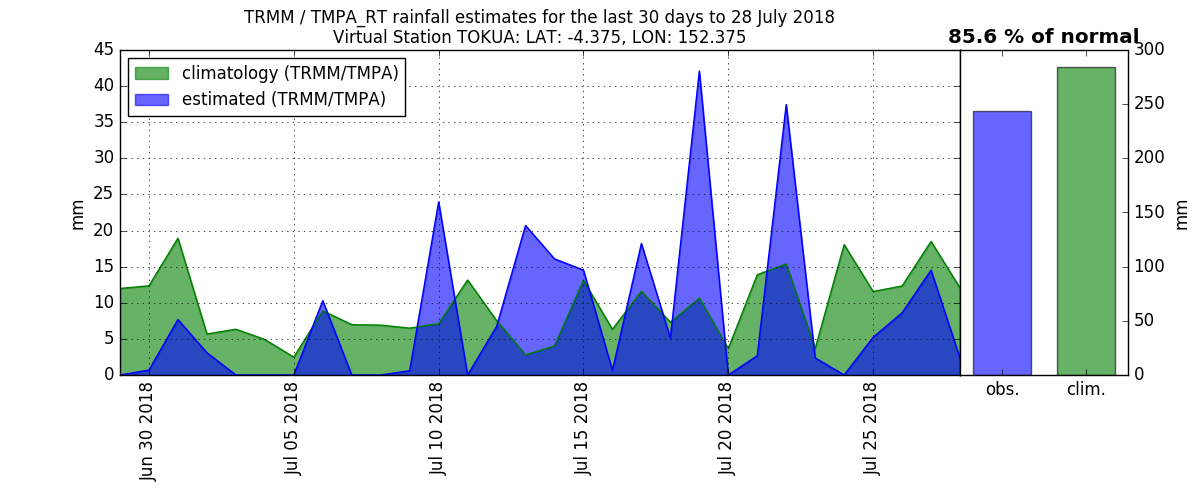 TRMM / TMPA_RT rainfall estimates for the last 30 days to 28 July 2018
Virtual Station TOKUA: LAT: -4.375, LON: 152.375
85.6 % of normal
climatology (TRMM/TMPA)
estimated (TRMM/TMPA)
mm
45
40
35
30
25
20
15
10
5
0
Jun 30 2018
Jul 05 2018
Jul 10 2018
Jul 15 2018
Jul 20 2018
Jul 25 2018
300
250
200
150
100
50
0
mm
obs.
clim.